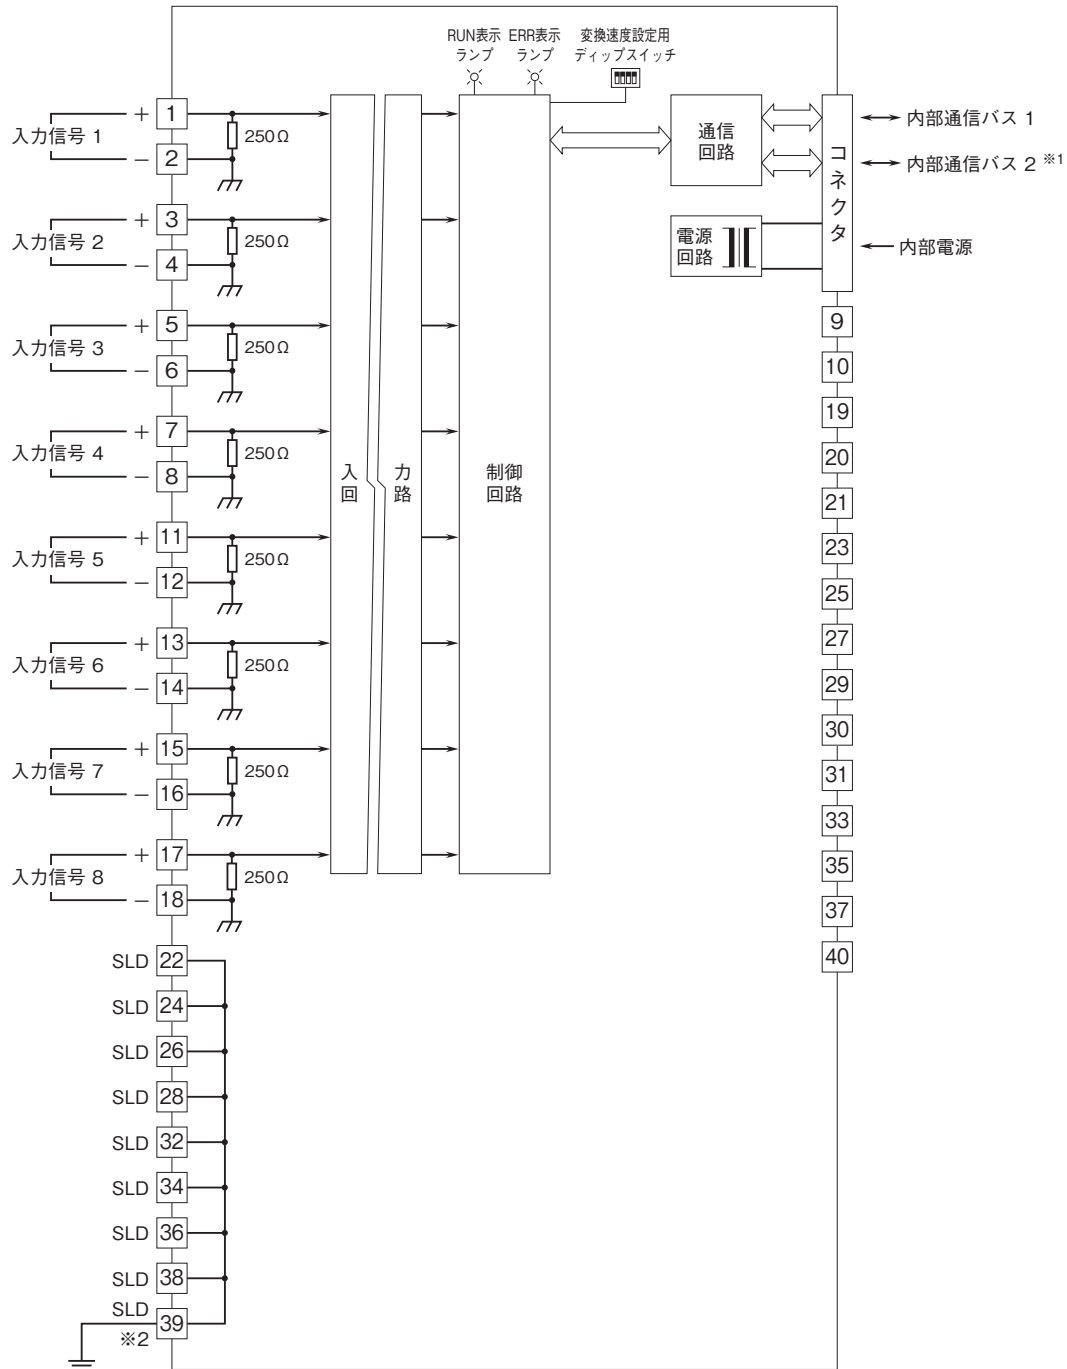 RUN表示
ランプ
ERR表示
ランプ
変換速度設定用
ディップスイッチ
入力信号 1
+ 1
− 2
250Ω
入力信号 2
+ 3
− 4
250Ω
入力信号 3
+ 5
− 6
250Ω
入力信号 4
+ 7
− 8
250Ω
入力信号 5
+ 11
− 12
250Ω
入力信号 6
+ 13
− 14
250Ω
入力信号 7
+ 15
− 16
250Ω
入力信号 8
+ 17
− 18
250Ω
入力
回路
制御
回路
通信
回路
電源
回路
コネクタ
内部通信バス 1
内部通信バス 2 ※1
内部電源
9
10
19
20
21
23
25
27
29
30
31
33
35
37
40
SLD 22
SLD 24
SLD 26
SLD 28
SLD 32
SLD 34
SLD 36
SLD 38
SLD 39
※2